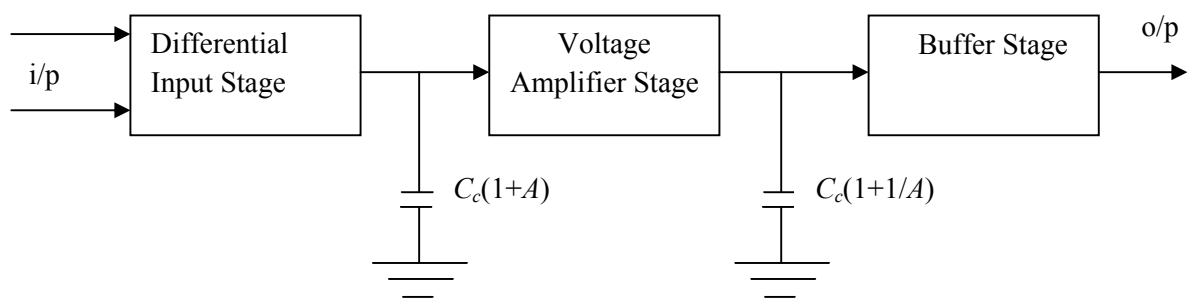 i/p
Differential
Input Stage
Voltage
Amplifier Stage
Buffer Stage
o/p
C_c(1+A)
C_c(1+1/A)